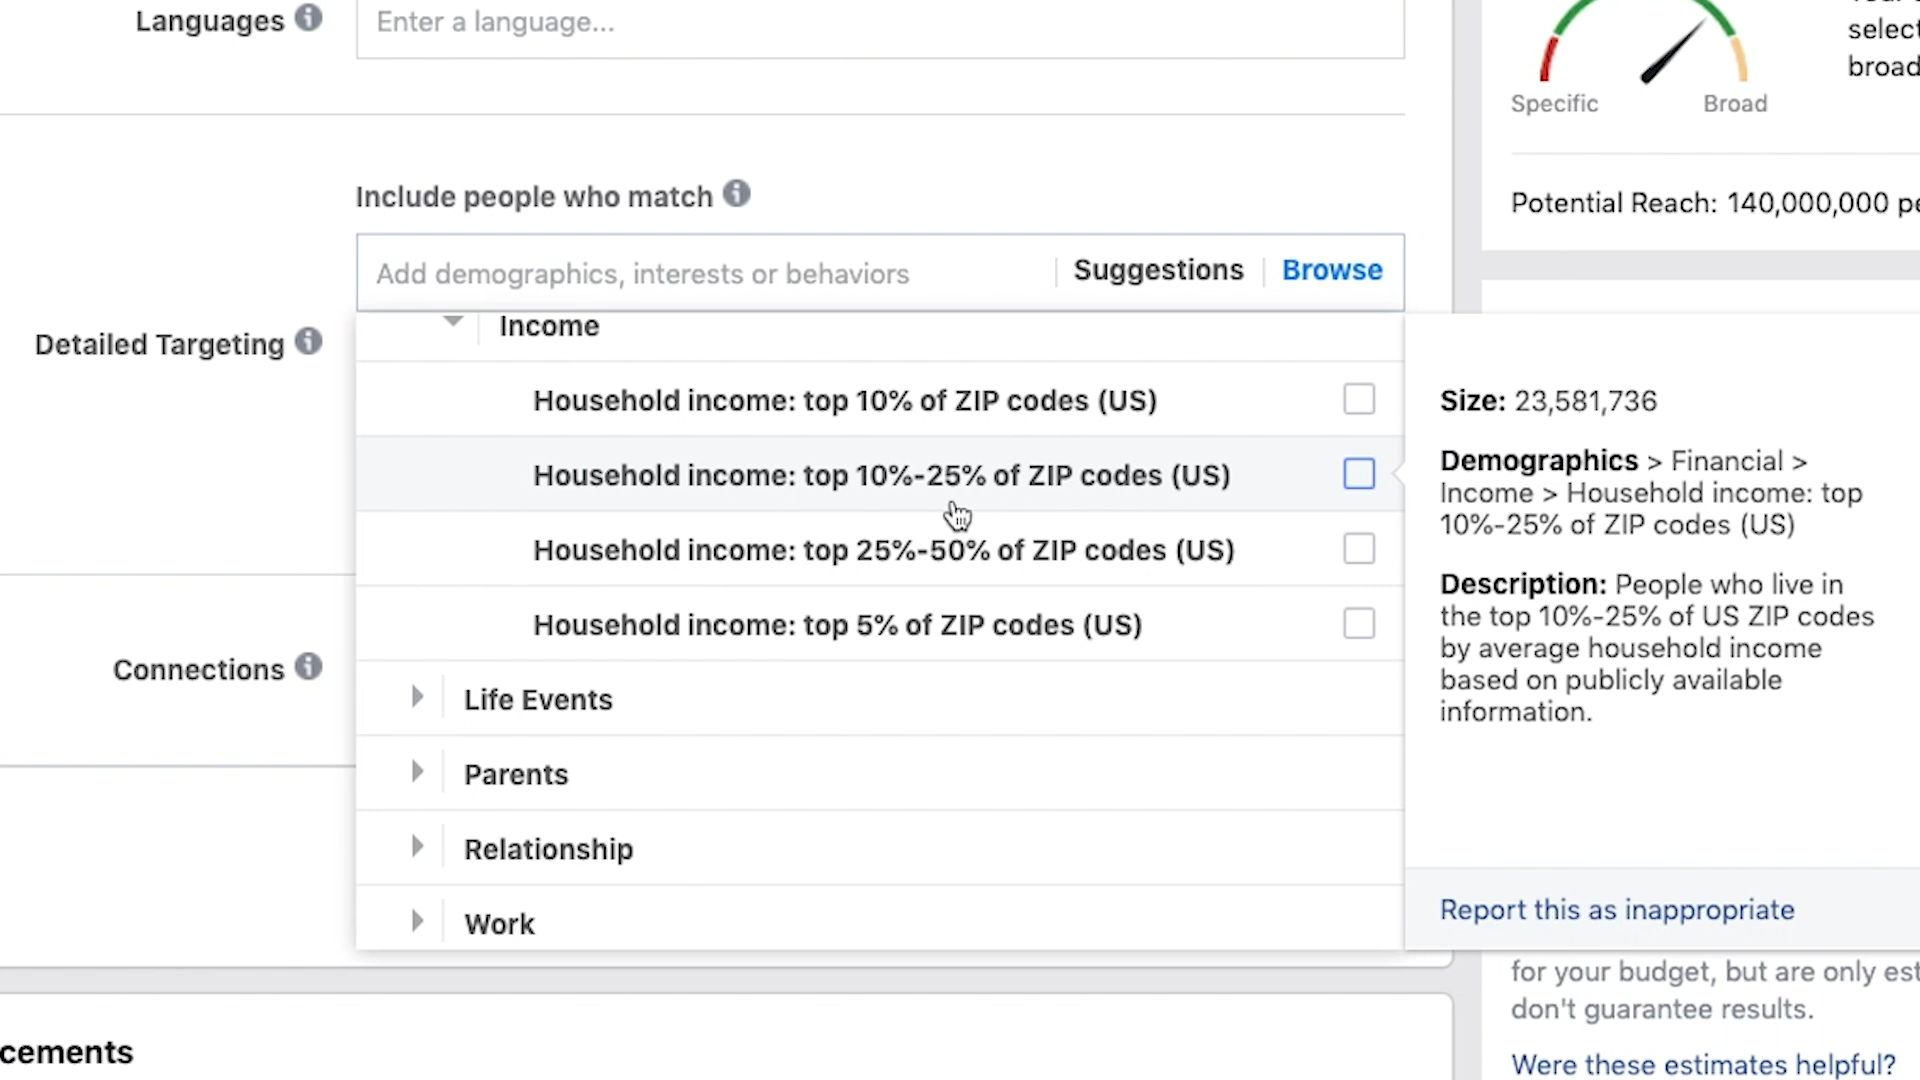 Languages
Enter a language...
select
broad
Specific
Broad
Include people who match
Potential Reach: 140,000,000
Add demographics, interests or behaviors
Suggestions
Browse
Detailed Targeting
Income
Household income: top 10% of ZIP codes (US)
Household income: top 10%-25% of ZIP codes (US)
Household income: top 25%-50% of ZIP codes (US)
Household income: top 5% of ZIP codes (US)
Connections
Life Events
Parents
Relationship
Work
Size: 23,581,736
Demographics > Financial >
Income > Household income: top
10%-25% of ZIP codes (US)
Description: People who live in
the top 10%-25% of US ZIP codes
by average household income
based on publicly available
information.
Report this as inappropriate
for your budget, but are only est
don't guarantee results.
Were these estimates helpful?
cements